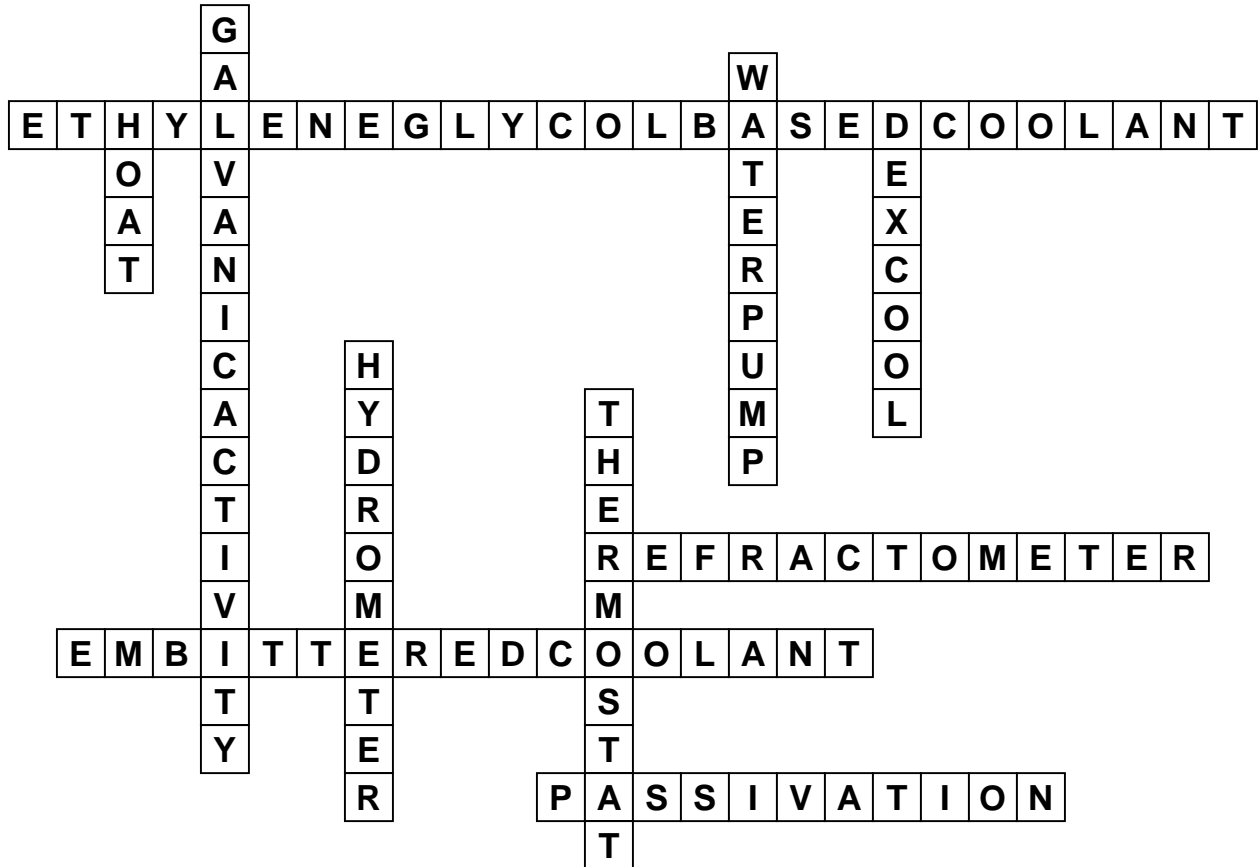 GALVANICACTIVITY
WATERPUMP
ETHYLENEGLYCOLBASEDCOOLANT
HOAT
DEXCOOL
HYDROMETER
THERMOSTAT
REFRACTOMETER
EMBITTEREDCOOLANT
PASSIVATION